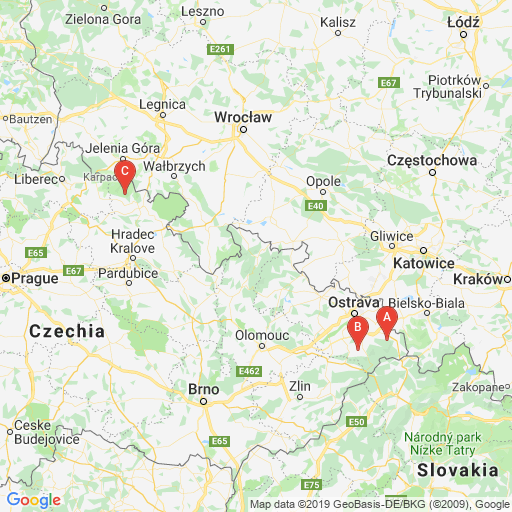 Zielona Gora
Leszno
Kalisz
Łódź
E261
E67
Piotrków
Trybunalski
Bautzen
Legnica
Wrocław
Jelenia Góra
Liberec
Wałbrzych
Częstochowa
C
Opole
E40
Hradec
Kralove
Gliwice
Katowice
E65
Prague
E67
Pardubice
Kraków
Ostrava
Bielsko-Biala
A
B
Czechia
Olomouc
E462
Brno
Zlin
Zakopane
Ceske
Budejovice
E65
E50
Národný park
Nízke Tatry
Slovakia
E75
Google
Map data ©2019 GeoBasis-DE/BKG (©2009), Google